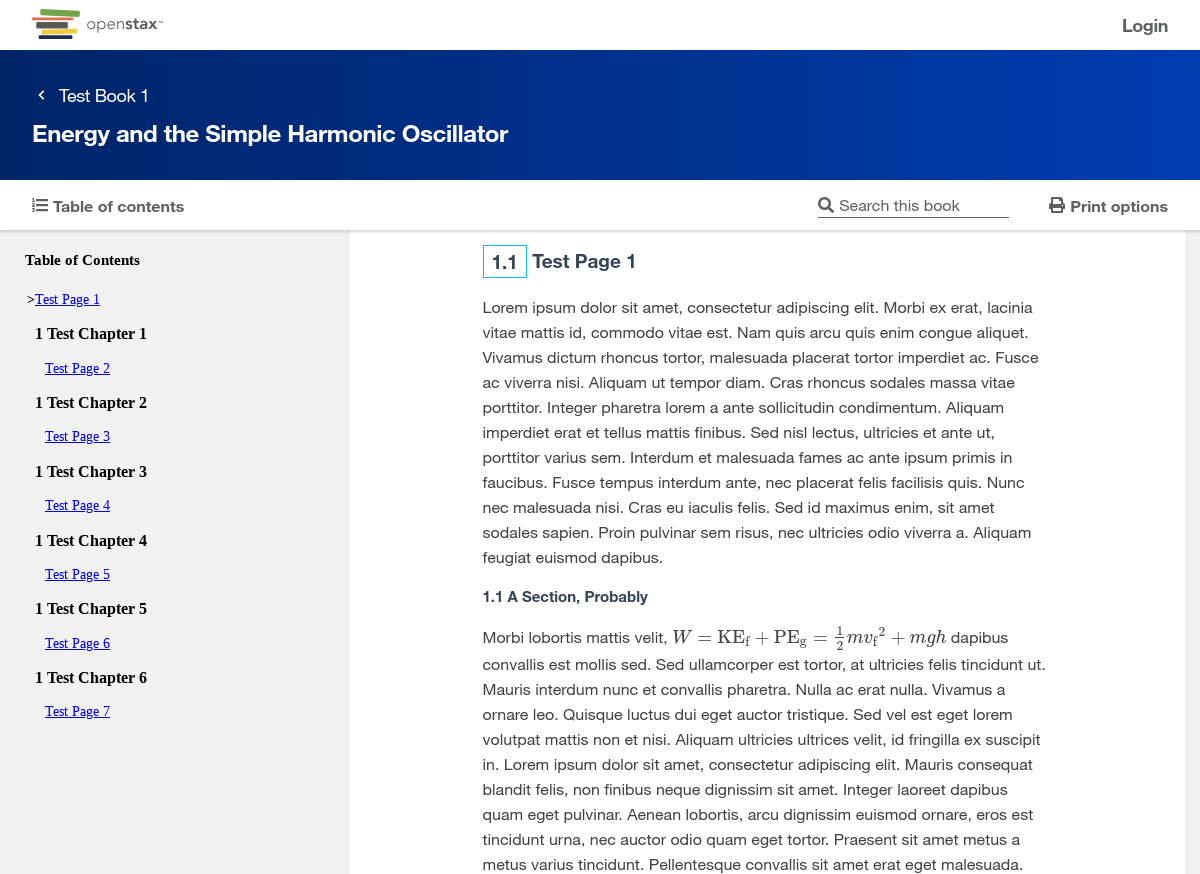 openstax™
Login
Test Book 1
Energy and the Simple Harmonic Oscillator
Table of contents
Search this book
Print options
Table of Contents
>Test Page 1
1 Test Chapter 1
Test Page 2
1 Test Chapter 2
Test Page 3
1 Test Chapter 3
Test Page 4
1 Test Chapter 4
Test Page 5
1 Test Chapter 5
Test Page 6
1 Test Chapter 6
Test Page 7
1.1 Test Page 1
Lorem ipsum dolor sit amet, consectetur adipiscing elit. Morbi ex erat, lacinia
vitae mattis id, commodo vitae est. Nam quis arcu quis enim congue aliquet.
Vivamus dictum rhoncus tortor, malesuada placerat tortor imperdiet ac. Fusce
ac viverra nisi. Aliquam ut tempor diam. Cras rhoncus sodales massa vitae
porttitor. Integer pharetra lorem a ante sollicitudin condimentum. Aliquam
imperdiet erat et tellus mattis finibus. Sed nisl lectus, ultricies et ante ut,
porttitor varius sem. Interdum et malesuada fames ac ante ipsum primis in
faucibus. Fusce tempus interdum ante, nec placerat felis facilisis quis. Nunc
nec malesuada nisi. Cras eu iaculis felis. Sed id maximus enim, sit amet
sodales sapien. Proin pulvinar sem risus, nec ultricies odio viverra a. Aliquam
feugiat euismod dapibus.
1.1 A Section, Probably
Morbi lobortis mattis velit, W = KE_f + PE_g = 1/2 mv_f² + mgh dapibus
convallis est mollis sed. Sed ullamcorper est tortor, at ultricies felis tincidunt ut.
Mauris interdum nunc et convallis pharetra. Nulla ac erat nulla. Vivamus a
ornare leo. Quisque luctus dui eget auctor tristique. Sed vel est eget lorem
volutpat mattis non et nisi. Aliquam ultricies ultrices velit, id fringilla ex suscipit
in. Lorem ipsum dolor sit amet, consectetur adipiscing elit. Mauris consequat
blandit felis, non finibus neque dignissim sit amet. Integer laoreet dapibus
quam eget pulvinar. Aenean lobortis, arcu dignissim euismod ornare, eros est
tincidunt urna, nec auctor odio quam eget tortor. Praesent sit amet metus a
metus varius tincidunt. Pellentesque convallis sit amet erat eget malesuada.